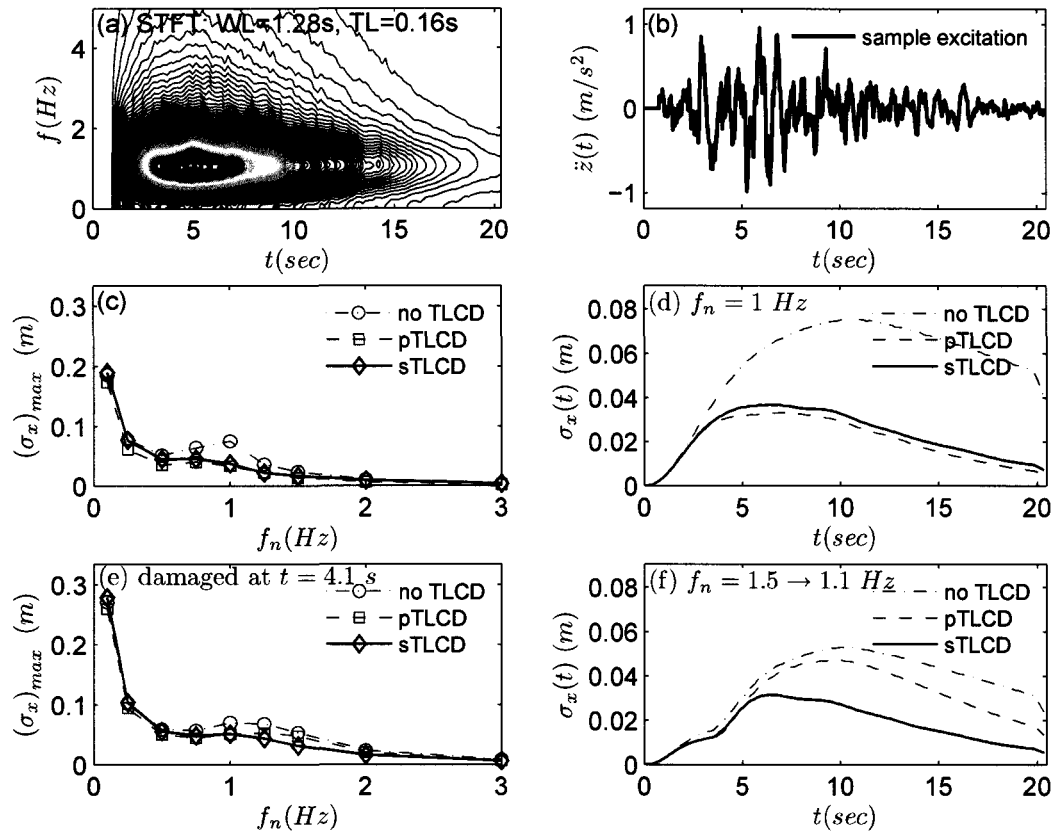 (a) STFT WL=1.28s, TL=0.16s
f(Hz)
4
2
0
0 5 10 15 20
t(sec)
(b)
sample excitation
z̈(t) (m/s²)
1
0
−1
0 5 10 15 20
t(sec)
(c)
no TLCD
pTLCD
sTLCD
(σx)max (m)
0.3
0.2
0.1
0
0 1 2 3
fn(Hz)
(d) fn = 1 Hz
no TLCD
pTLCD
sTLCD
σx(t) (m)
0.08
0.06
0.04
0.02
0
0 5 10 15 20
t(sec)
(e) damaged at t = 4.1 s
no TLCD
pTLCD
sTLCD
(σx)max (m)
0.3
0.2
0.1
0
0 1 2 3
fn(Hz)
(f) fn = 1.5 → 1.1 Hz
no TLCD
pTLCD
sTLCD
σx(t) (m)
0.08
0.06
0.04
0.02
0
0 5 10 15 20
t(sec)